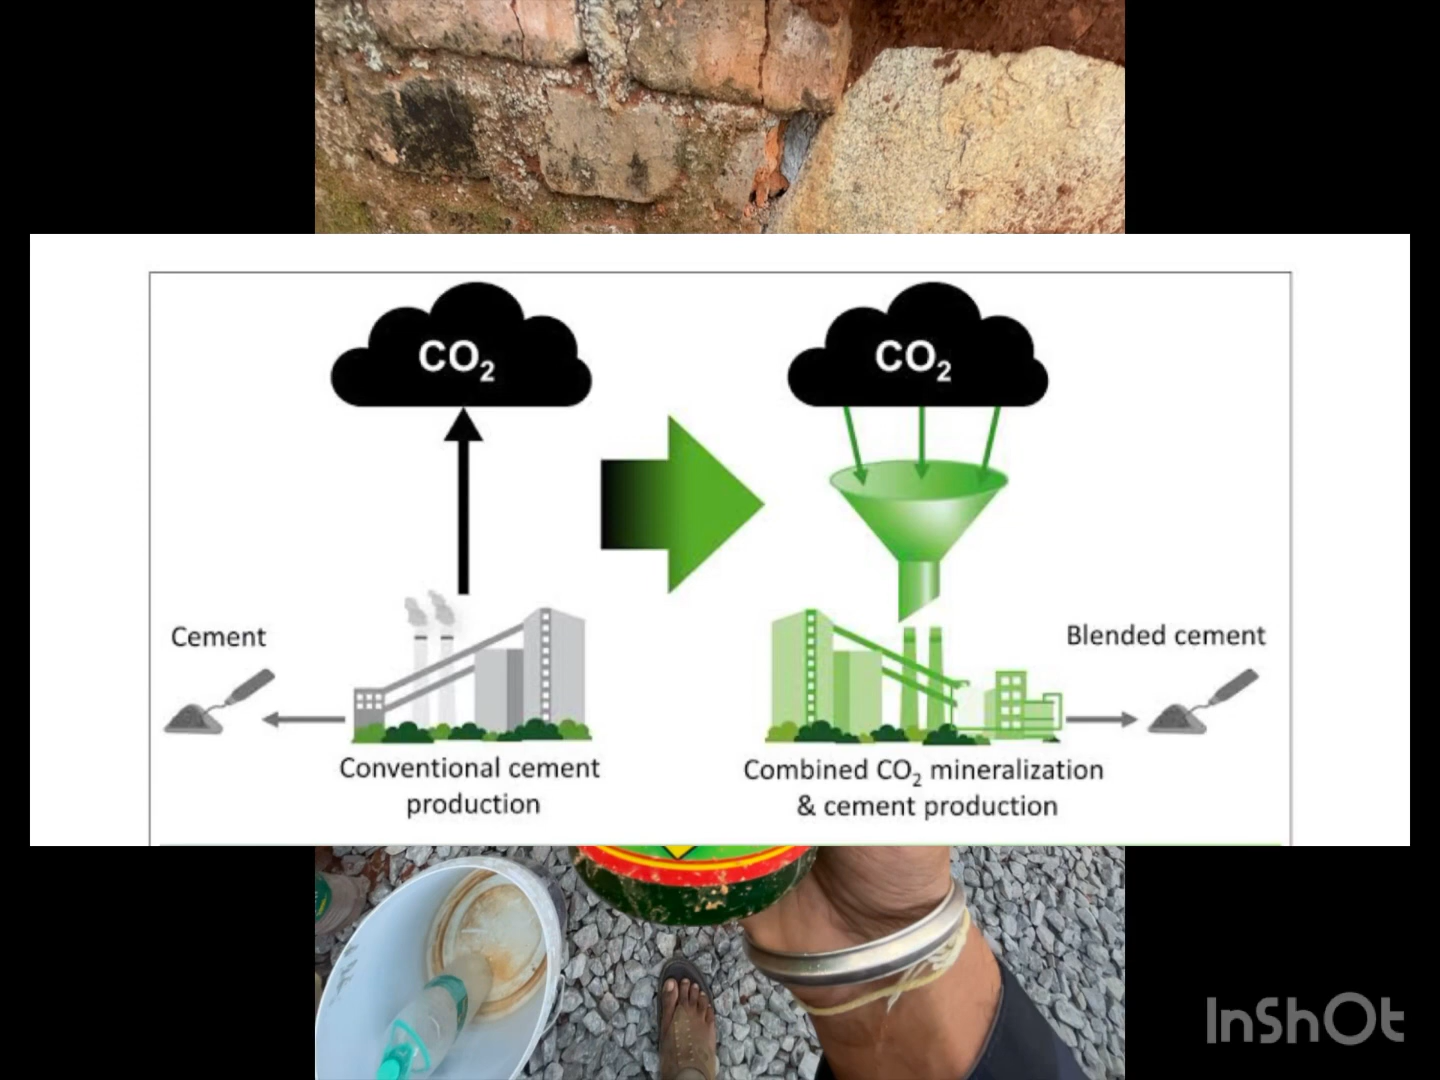 CO₂
CO₂
Cement
Blended cement
Conventional cement
production
Combined CO₂ mineralization
& cement production
InShOt